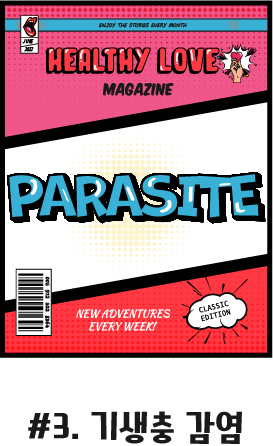 ENJOY THE STORIES EVERY MONTH
JUNE
HEALTHY LOVE
MAGAZINE
PARASITE
CLASSIC
EDITION
NEW ADVENTURES
EVERY WEEK!
#3. 기생충 감염